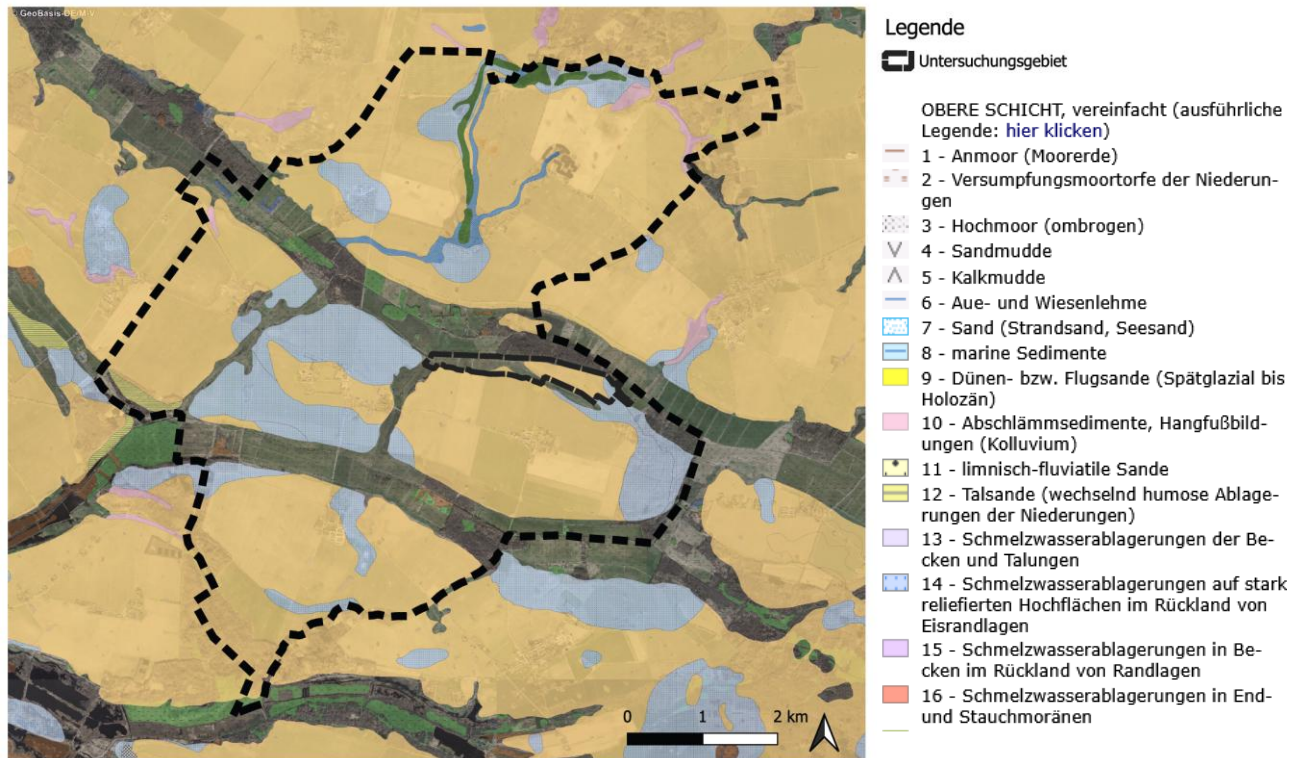 © GeoBasis-DE/M-V
Legende
Untersuchungsgebiet
OBERE SCHICHT, vereinfacht (ausführliche
Legende: hier klicken)
1 - Anmoor (Moorerde)
2 - Versumpfungsmoortorfe der Niederun-
gen
3 - Hochmoor (ombrogen)
4 - Sandmudde
5 - Kalkmudde
6 - Aue- und Wiesenlehme
7 - Sand (Strandsand, Seesand)
8 - marine Sedimente
9 - Dünen- bzw. Flugsande (Spätglazial bis
Holozän)
10 - Abschlämmsedimente, Hangfußbild-
ungen (Kolluvium)
11 - limnisch-fluviatile Sande
12 - Talsande (wechselnd humose Ablage-
rungen der Niederungen)
13 - Schmelzwasserablagerungen der Be-
cken und Talungen
14 - Schmelzwasserablagerungen auf stark
reliefierten Hochflächen im Rückland von
Eisrandlagen
15 - Schmelzwasserablagerungen in Be-
cken im Rückland von Randlagen
16 - Schmelzwasserablagerungen in End-
und Stauchmoränen
0 1 2 km